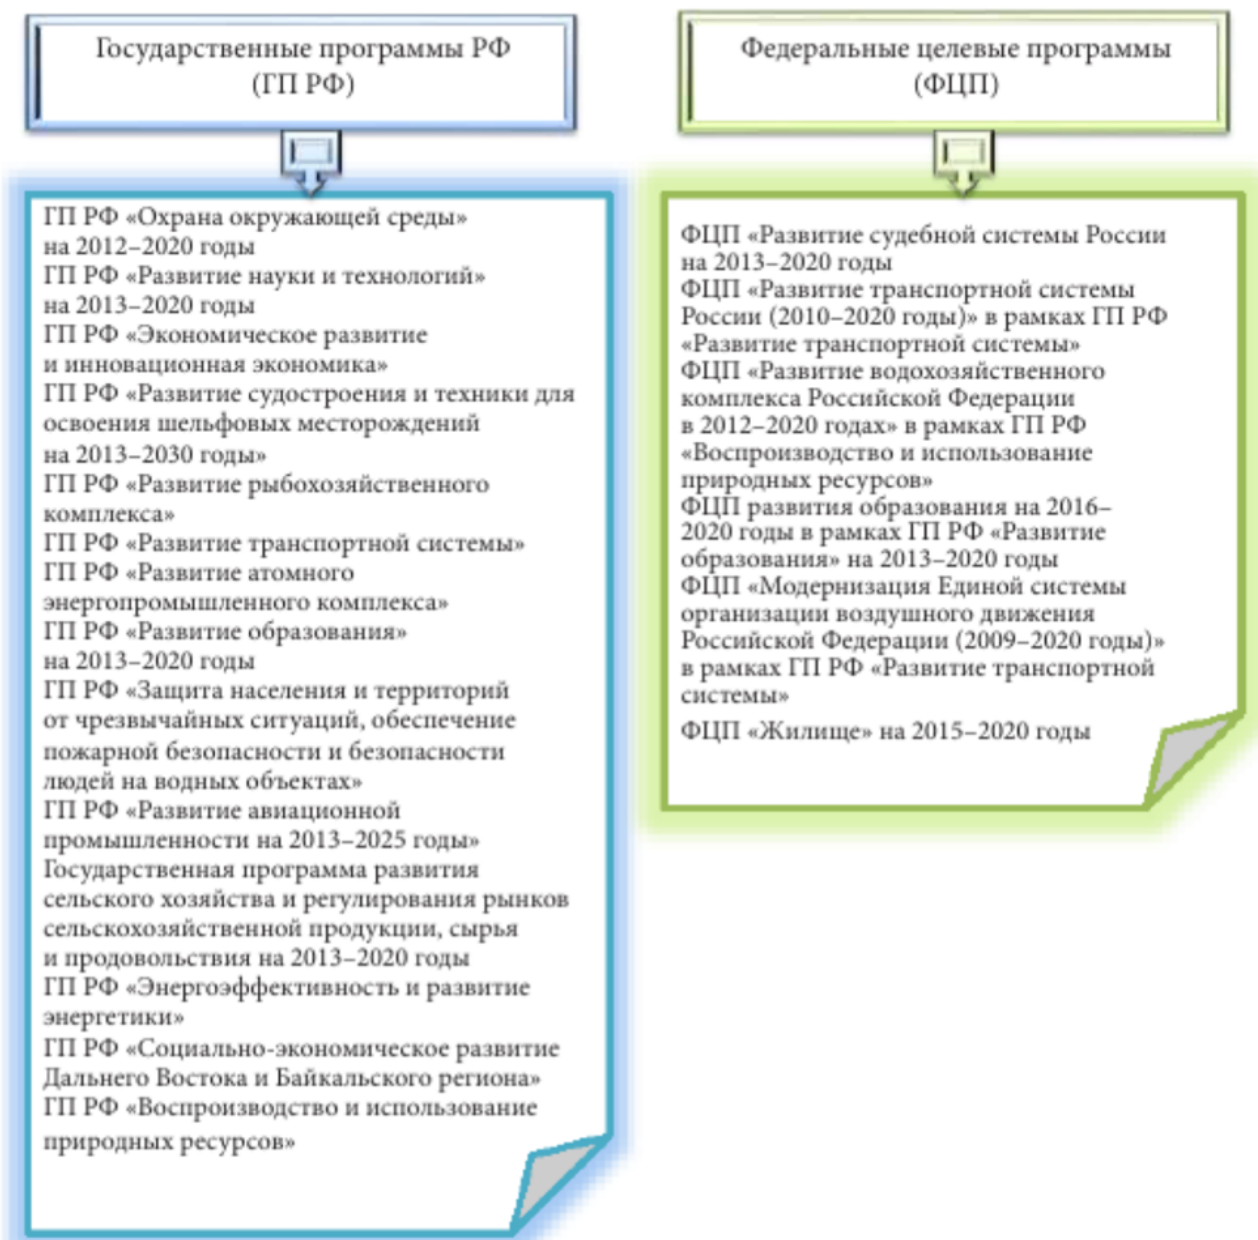 Государственные программы РФ
(ГП РФ)
ГП РФ «Охрана окружающей среды»
на 2012–2020 годы
ГП РФ «Развитие науки и технологий»
на 2013–2020 годы
ГП РФ «Экономическое развитие
и инновационная экономика»
ГП РФ «Развитие судостроения и техники для
освоения шельфовых месторождений
на 2013–2030 годы»
ГП РФ «Развитие рыбохозяйственного
комплекса»
ГП РФ «Развитие транспортной системы»
ГП РФ «Развитие атомного
энергопромышленного комплекса»
ГП РФ «Развитие образования»
на 2013–2020 годы
ГП РФ «Защита населения и территорий
от чрезвычайных ситуаций, обеспечение
пожарной безопасности и безопасности
людей на водных объектах»
ГП РФ «Развитие авиационной
промышленности на 2013–2025 годы»
Государственная программа развития
сельского хозяйства и регулирования рынков
сельскохозяйственной продукции, сырья
и продовольствия на 2013–2020 годы
ГП РФ «Энергоэффективность и развитие
энергетики»
ГП РФ «Социально-экономическое развитие
Дальнего Востока и Байкальского региона»
ГП РФ «Воспроизводство и использование
природных ресурсов»
Федеральные целевые программы
(ФЦП)
ФЦП «Развитие судебной системы России
на 2013–2020 годы
ФЦП «Развитие транспортной системы
России (2010–2020 годы)» в рамках ГП РФ
«Развитие транспортной системы»
ФЦП «Развитие водохозяйственного
комплекса Российской Федерации
в 2012–2020 годах» в рамках ГП РФ
«Воспроизводство и использование
природных ресурсов»
ФЦП развития образования на 2016–
2020 годы в рамках ГП РФ «Развитие
образования» на 2013–2020 годы
ФЦП «Модернизация Единой системы
организации воздушного движения
Российской Федерации (2009–2020 годы)»
в рамках ГП РФ «Развитие транспортной
системы»
ФЦП «Жилище» на 2015–2020 годы